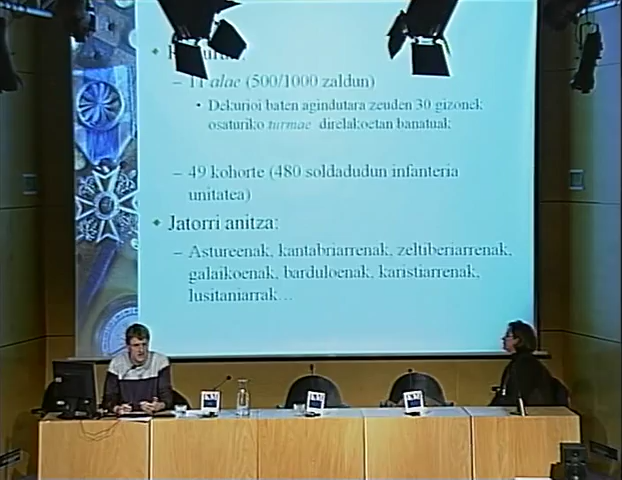 – 11 alae (500/1000 zaldun)
• Dekurioi baten agindutara zeuden 30 gizonek
osaturiko turmae direlakoetan banatuak
– 49 kohorte (480 soldadudun infanteria
unitatea)
• Jatorri anitza:
– Astureenak, kantabriarrenak, zeltiberiarrenak,
galaikoenak, barduloenak, karistiarrenak,
lusitaniarrak…